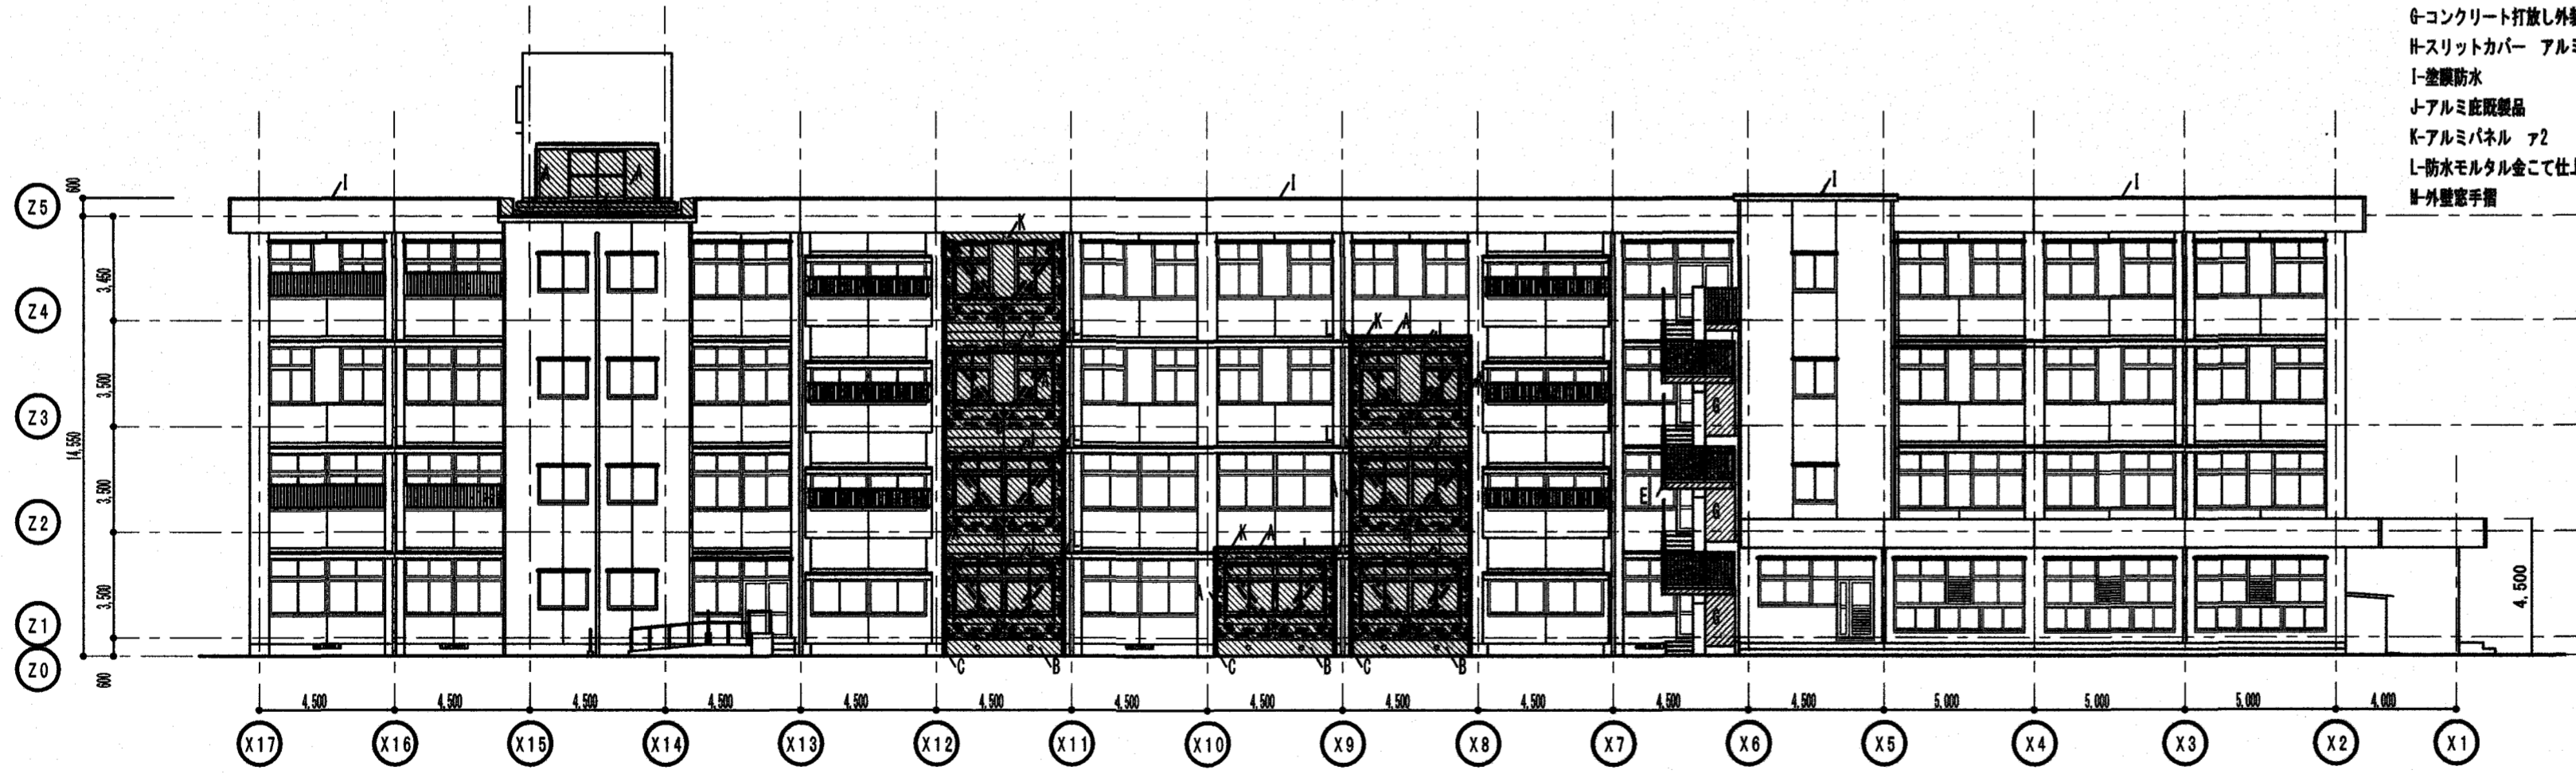 G-コンクリート打放し外装
H-スリットカバー アルミ
I-塗膜防水
J-アルミ庇既製品
K-アルミパネル ァ2
L-防水モルタル金こて仕上
M-外壁窓手摺
I
I
I
I
A
A
K
K
A
K
A
G
G
G
E
C
B
C
B
C
B
Z5
Z4
Z3
Z2
Z1
Z0
600
3,450
3,500
3,500
3,500
600
14,550
4,500
4,500
4,500
4,500
4,500
4,500
4,500
4,500
4,500
4,500
4,500
4,500
4,500
5,000
5,000
5,000
4,000
X17
X16
X15
X14
X13
X12
X11
X10
X9
X8
X7
X6
X5
X4
X3
X2
X1